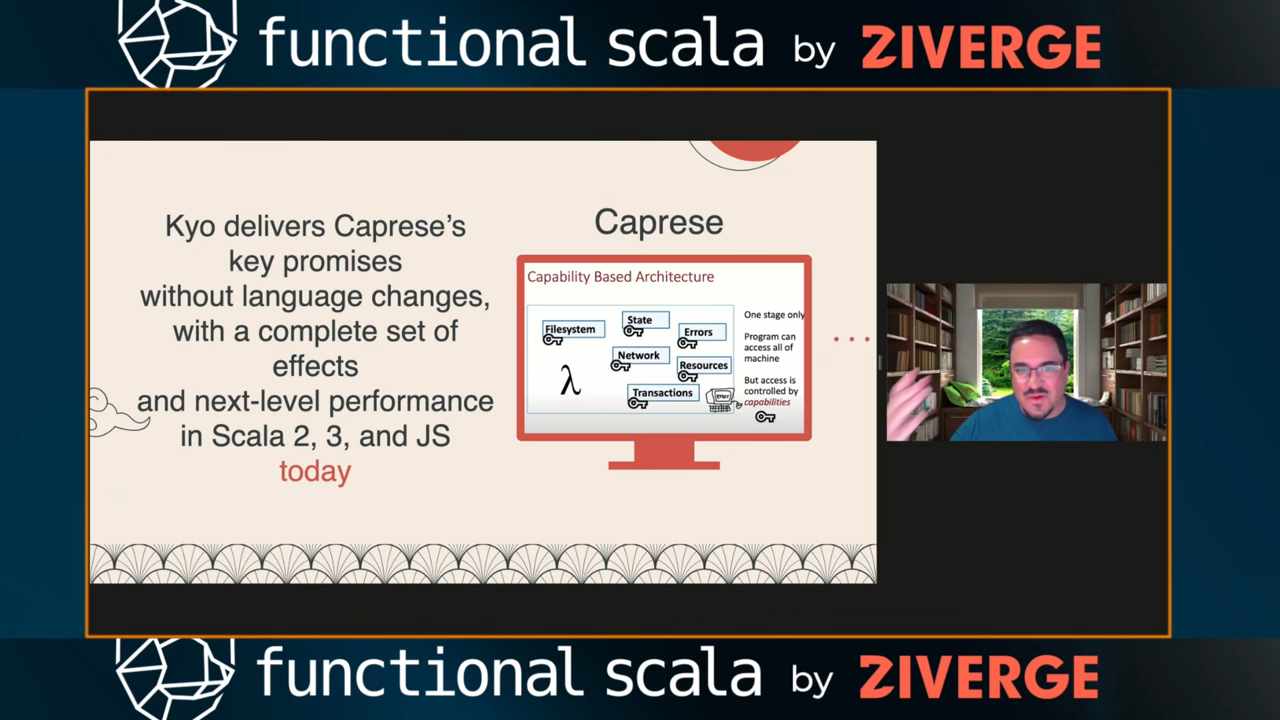 functional scala by ZIVERGE
Kyo delivers Caprese's
key promises
without language changes,
with a complete set of
effects
and next-level performance
in Scala 2, 3, and JS
today
Caprese
Capability Based Architecture
Filesystem
State
Errors
Network
Resources
Transactions
λ
One stage only
Program can
access all of
machine
But access is
controlled by
capabilities
functional scala by ZIVERGE